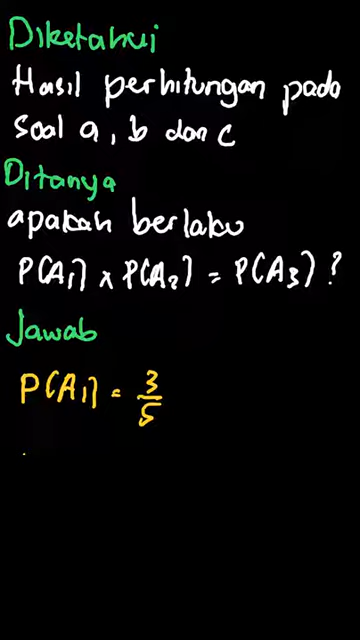 Diketahui
Hasil perhitungan pada
soal a, b dan c
Ditanya
apakah berlaku
P(A₁) x P(A₂) = P(A₃) ?
Jawab
P(A₁) = 3/5